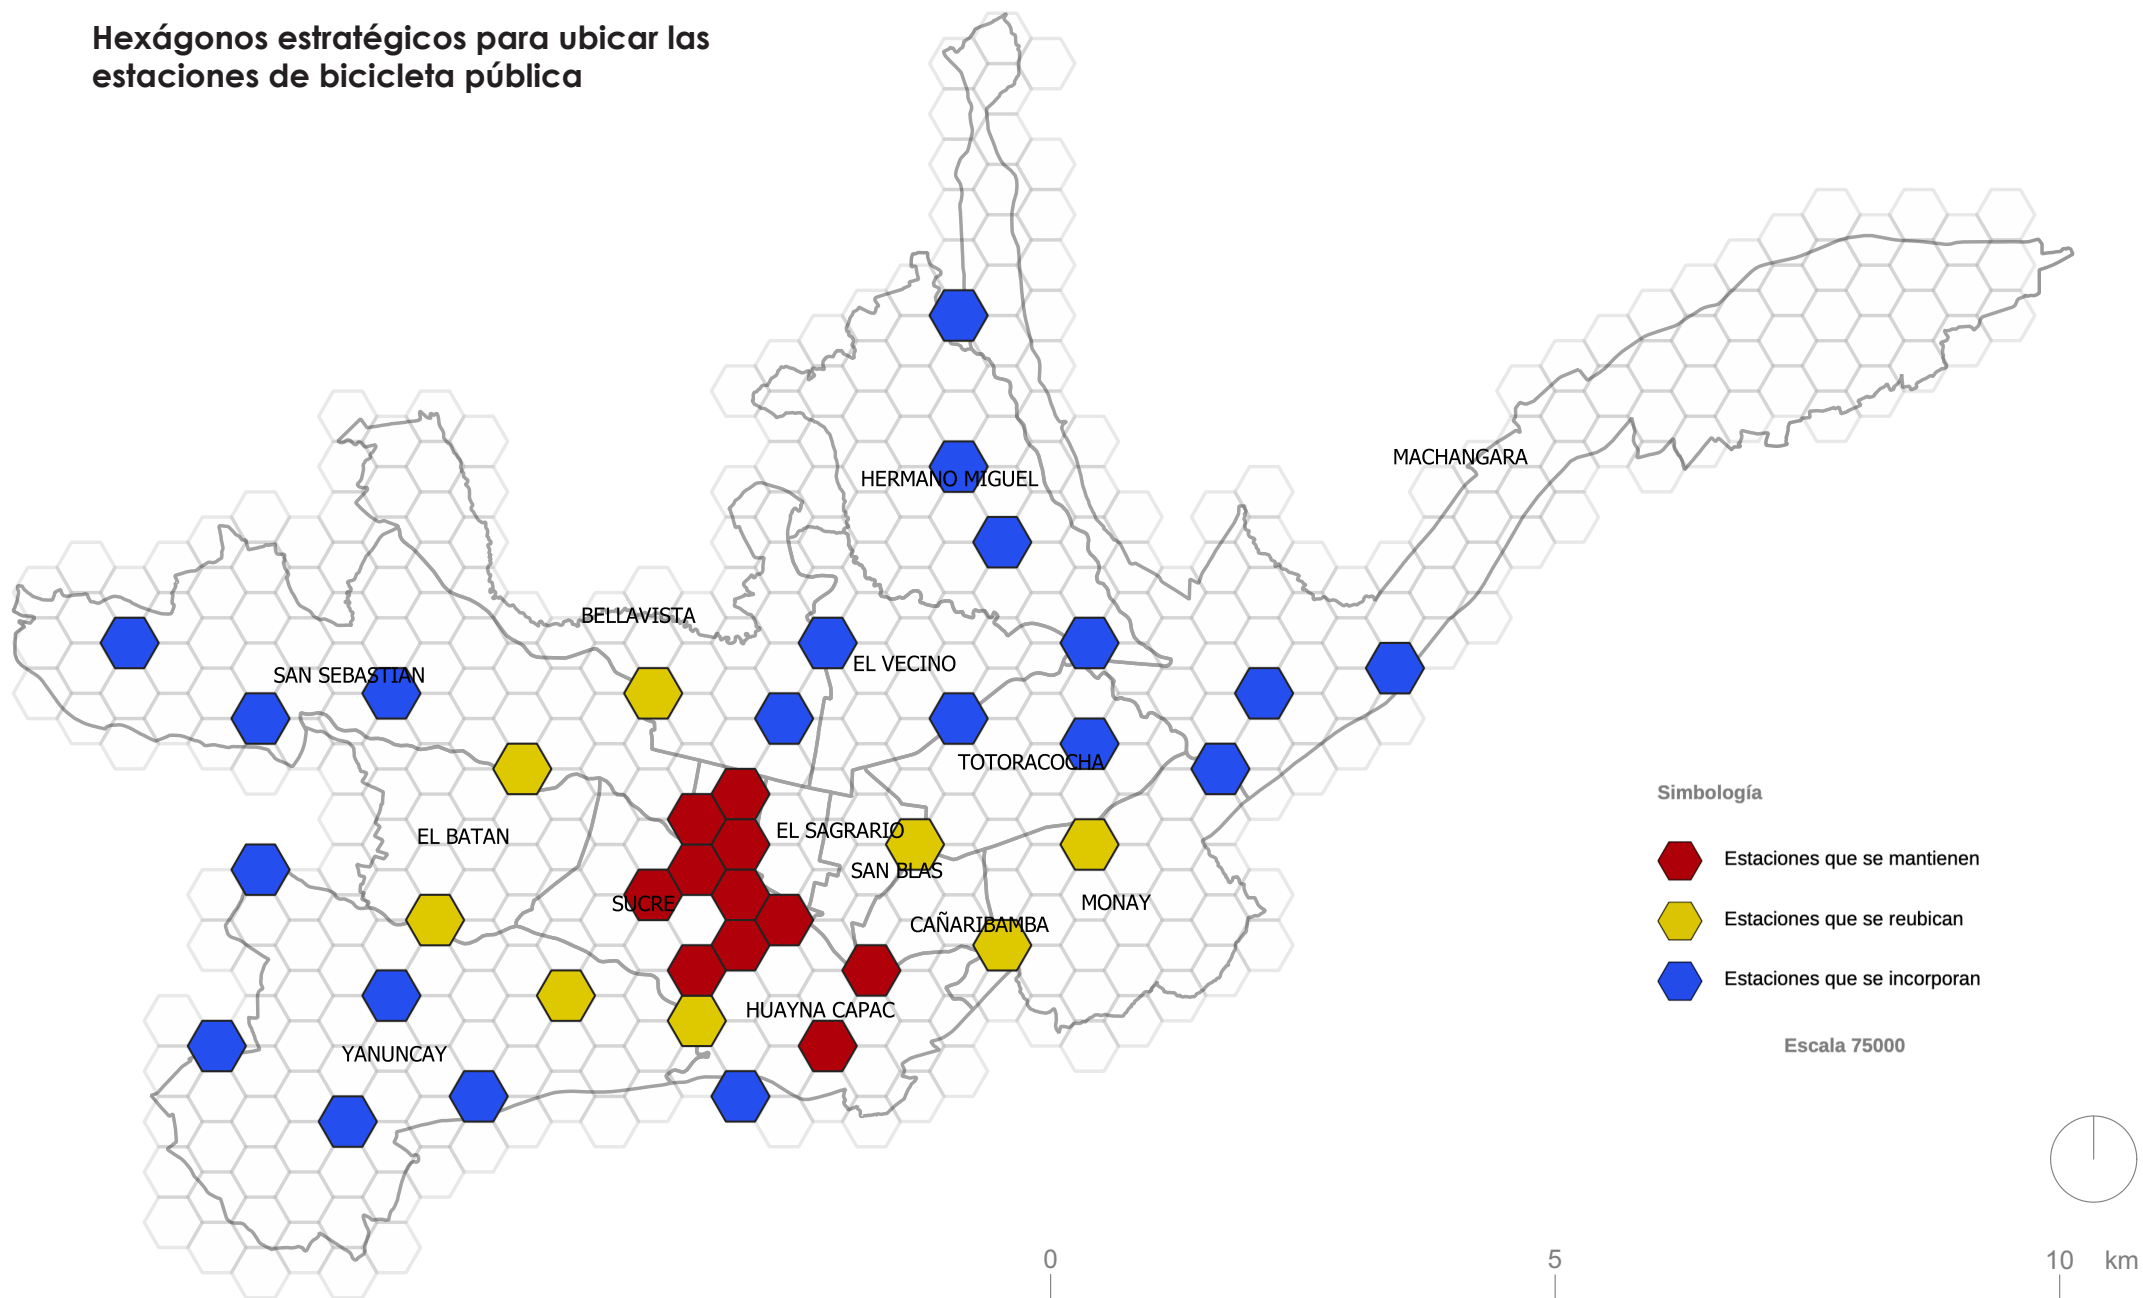 Hexágonos estratégicos para ubicar las
estaciones de bicicleta pública
MACHANGARA
HERMANO MIGUEL
BELLAVISTA
EL VECINO
SAN SEBASTIAN
TOTORACOCHA
Simbología
EL SAGRARIO
EL BATAN
Estaciones que se mantienen
SAN BLAS
SUCRE
MONAY
Estaciones que se reubican
CAÑARIBAMBA
Estaciones que se incorporan
HUAYNA CAPAC
Escala 75000
YANUNCAY
0 5 10 km